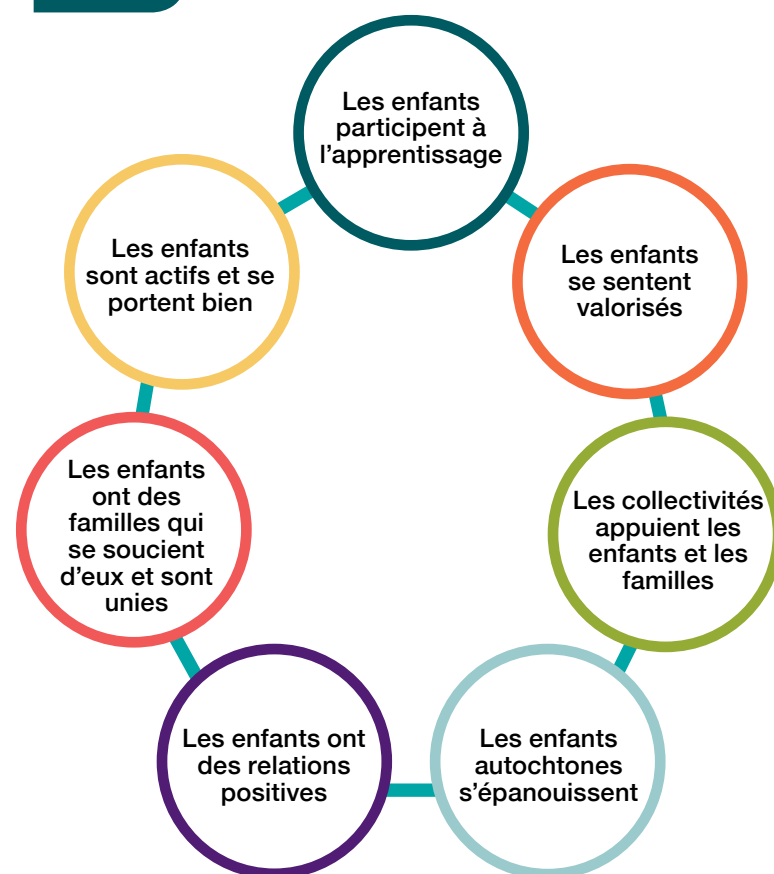 Les enfants
participent à
l'apprentissage
Les enfants
se sentent
valorisés
Les collectivités
appuient les
enfants et les
familles
Les enfants
autochtones
s'épanouissent
Les enfants ont
des relations
positives
Les enfants
ont des
familles qui
se soucient
d'eux et sont
unies
Les enfants
sont actifs et se
portent bien